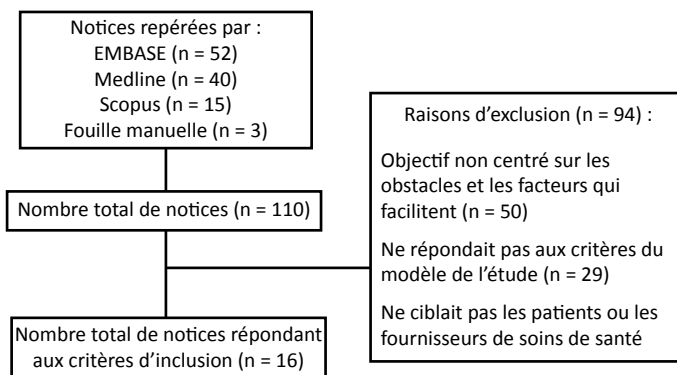 Notices repérées par :
EMBASE (n = 52)
Medline (n = 40)
Scopus (n = 15)
Fouille manuelle (n = 3)
Nombre total de notices (n = 110)
Raisons d’exclusion (n = 94) :
Objectif non centré sur les
obstacles et les facteurs qui
facilitent (n = 50)
Ne répondait pas aux critères du
modèle de l’étude (n = 29)
Ne ciblait pas les patients ou les
fournisseurs de soins de santé
Nombre total de notices répondant
aux critères d’inclusion (n = 16)